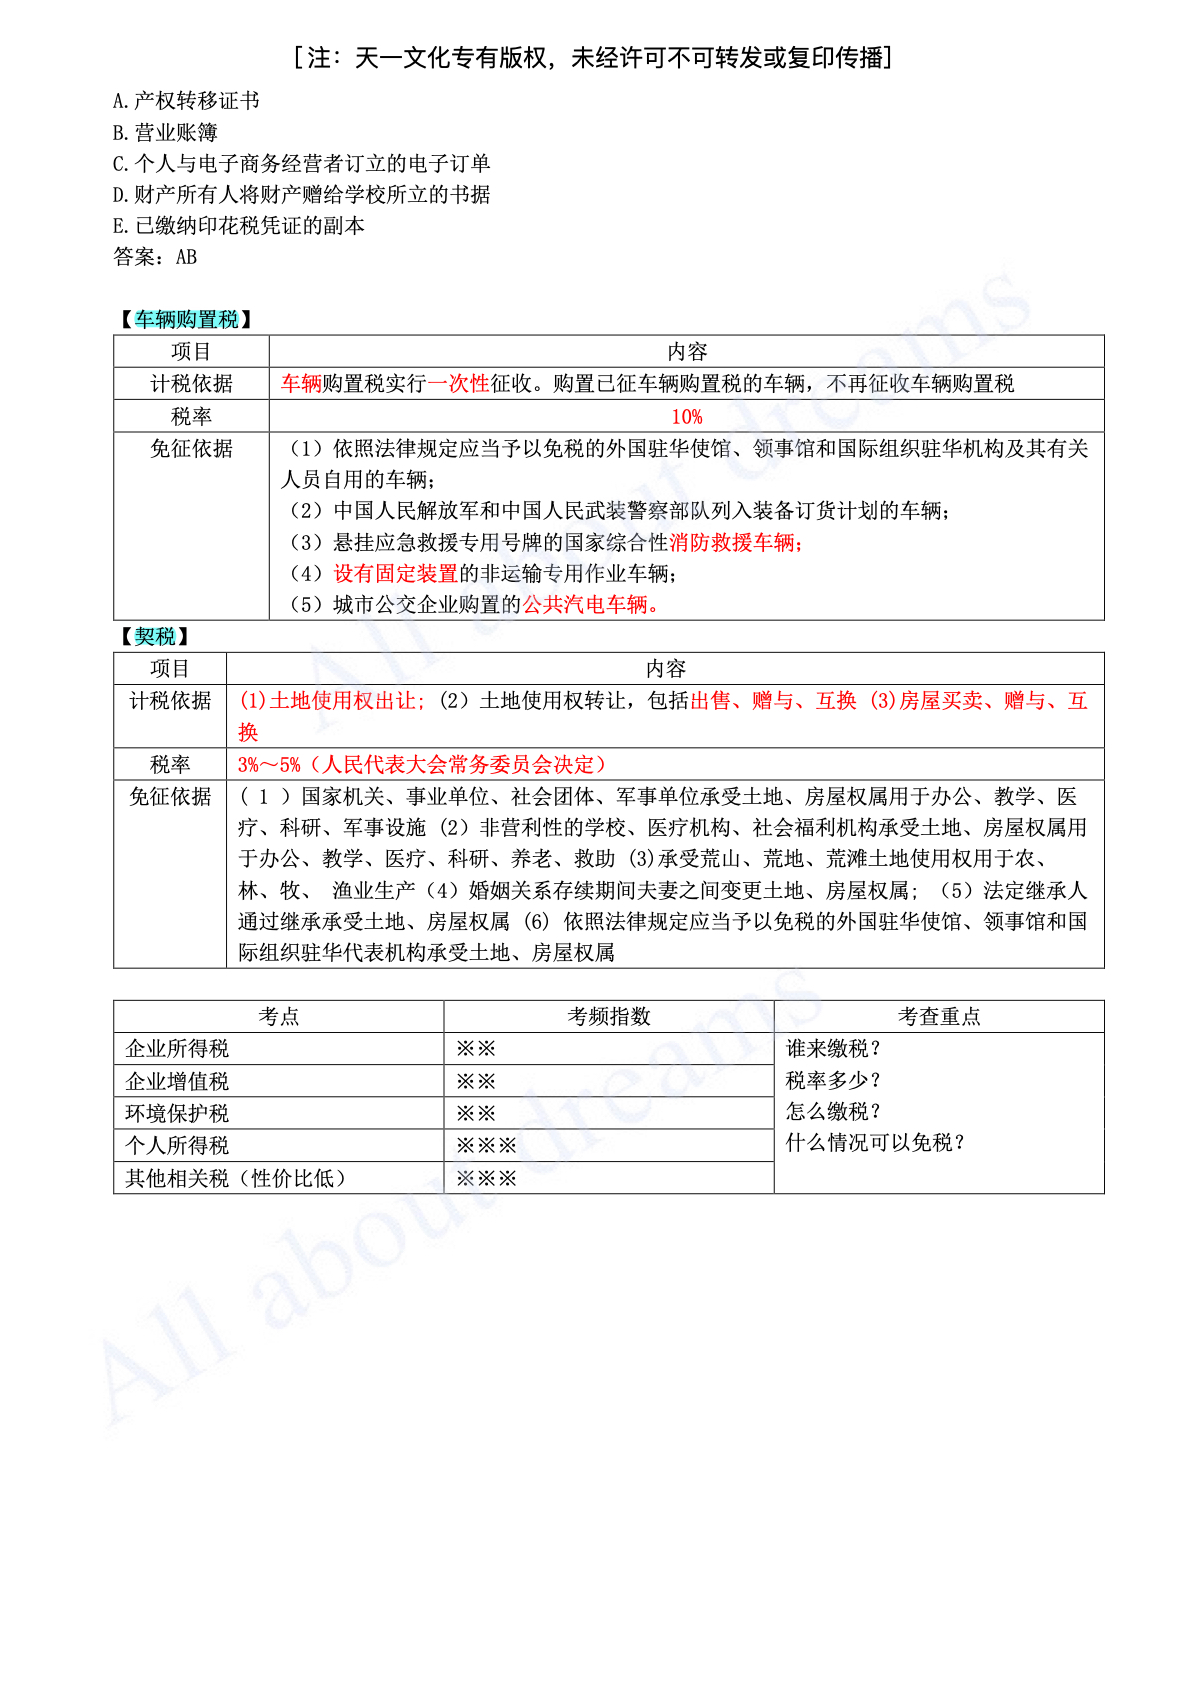 [注：天一文化专有版权，未经许可不可转发或复印传播]
A.产权转移证书
B.营业账簿
C.个人与电子商务经营者订立的电子订单
D.财产所有人将财产赠给学校所立的书据
E.已缴纳印花税凭证的副本
答案：AB
【车辆购置税】
项目 内容
计税依据 车辆购置税实行一次性征收。购置已征车辆购置税的车辆，不再征收车辆购置税
税率 10%
免征依据 （1）依照法律规定应当予以免税的外国驻华使馆、领事馆和国际组织驻华机构及其有关
人员自用的车辆；
（2）中国人民解放军和中国人民武装警察部队列入装备订货计划的车辆；
（3）悬挂应急救援专用号牌的国家综合性消防救援车辆；
（4）设有固定装置的非运输专用作业车辆；
（5）城市公交企业购置的公共汽电车辆。
【契税】
项目 内容
计税依据 (1)土地使用权出让；(2）土地使用权转让，包括出售、赠与、互换 (3)房屋买卖、赠与、互
换
税率 3%～5%（人民代表大会常务委员会决定）
免征依据 ( 1 ）国家机关、事业单位、社会团体、军事单位承受土地、房屋权属用于办公、教学、医
疗、科研、军事设施 (2）非营利性的学校、医疗机构、社会福利机构承受土地、房屋权属用
于办公、教学、医疗、科研、养老、救助 (3)承受荒山、荒地、荒滩土地使用权用于农、
林、牧、 渔业生产（4）婚姻关系存续期间夫妻之间变更土地、房屋权属；（5）法定继承人
通过继承承受土地、房屋权属 (6) 依照法律规定应当予以免税的外国驻华使馆、领事馆和国
际组织驻华代表机构承受土地、房屋权属
考点 考频指数 考查重点
企业所得税 ※※ 谁来缴税？
企业增值税 ※※ 税率多少？
环境保护税 ※※ 怎么缴税？
个人所得税 ※※※ 什么情况可以免税？
其他相关税（性价比低） ※※※
All about dreams
All about dreams